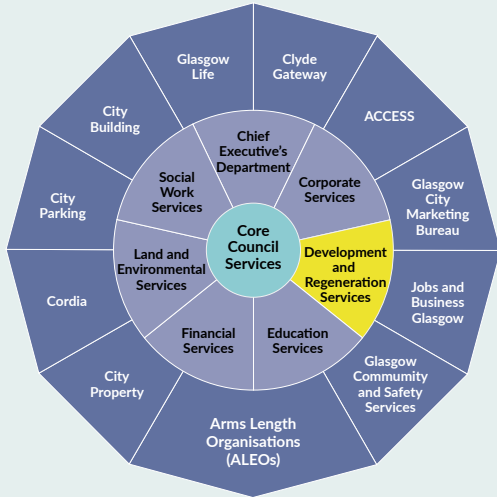 Glasgow
Life
Clyde
Gateway
ACCESS
Glasgow
City
Marketing
Bureau
Jobs and
Business
Glasgow
Glasgow
Community
and Safety
Services
Arms Length
Organisations
(ALEOs)
City
Property
Cordia
City
Parking
City
Building
Chief
Executive's
Department
Corporate
Services
Development
and
Regeneration
Services
Education
Services
Financial
Services
Land and
Environmental
Services
Social
Work
Services
Core
Council
Services